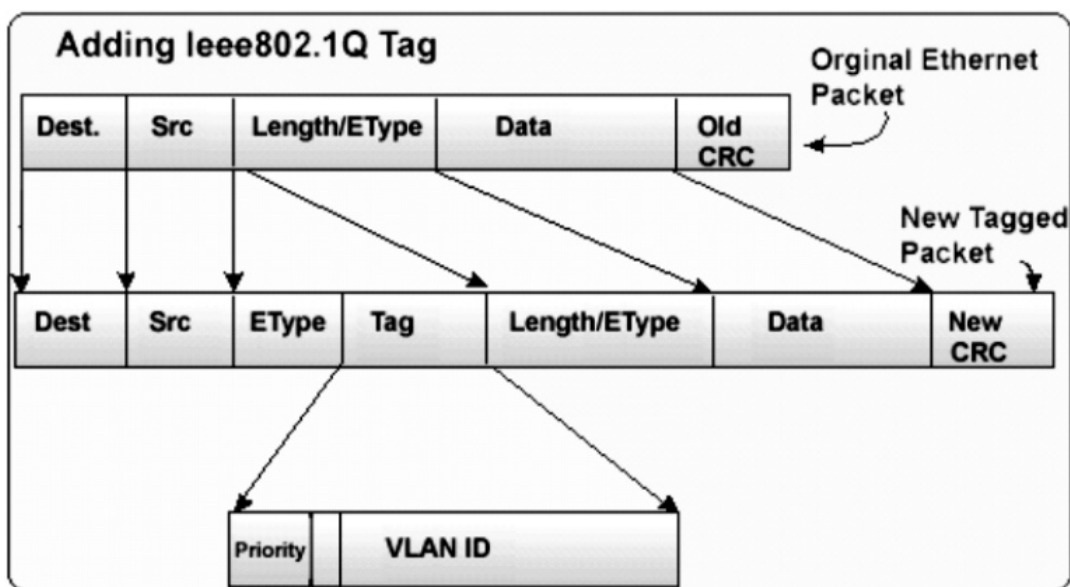 Adding Ieee802.1Q Tag
Orginal Ethernet
Packet
Dest.
Src
Length/EType
Data
Old
CRC
New Tagged
Packet
Dest
Src
EType
Tag
Length/EType
Data
New
CRC
Priority
VLAN ID